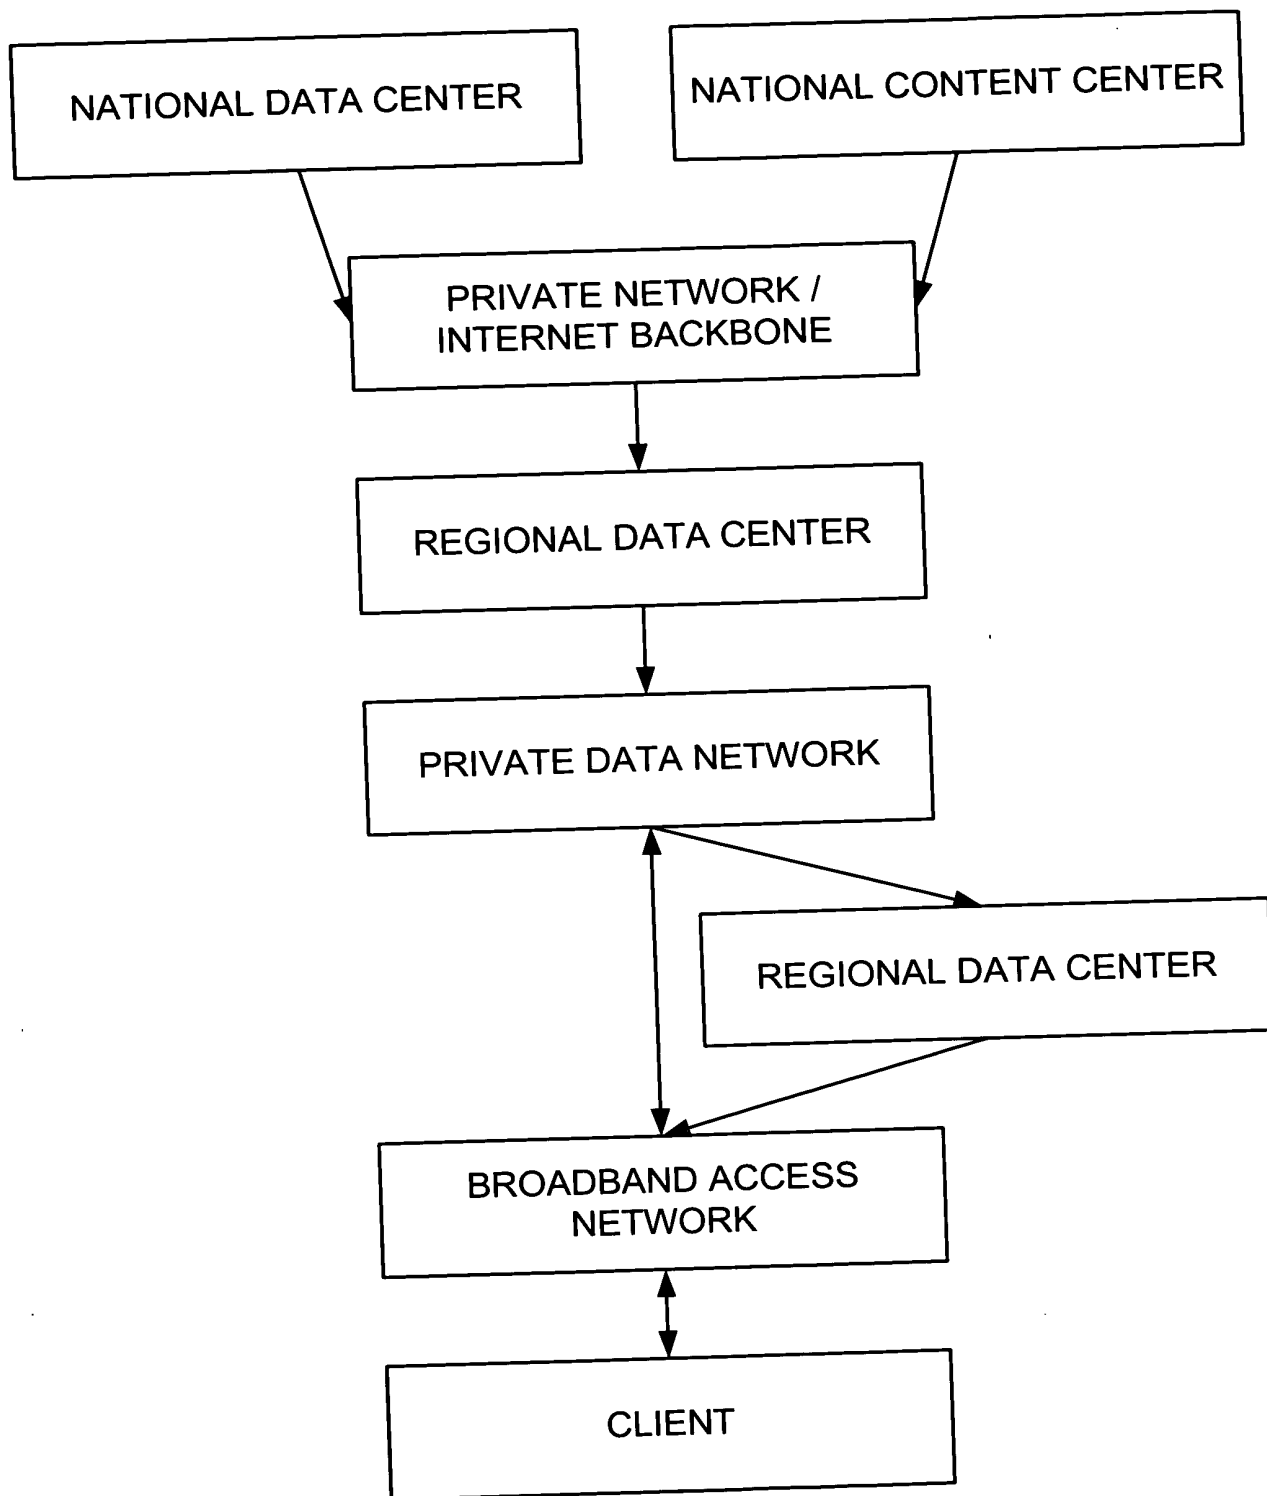 NATIONAL DATA CENTER
NATIONAL CONTENT CENTER
PRIVATE NETWORK /
INTERNET BACKBONE
REGIONAL DATA CENTER
PRIVATE DATA NETWORK
REGIONAL DATA CENTER
BROADBAND ACCESS
NETWORK
CLIENT